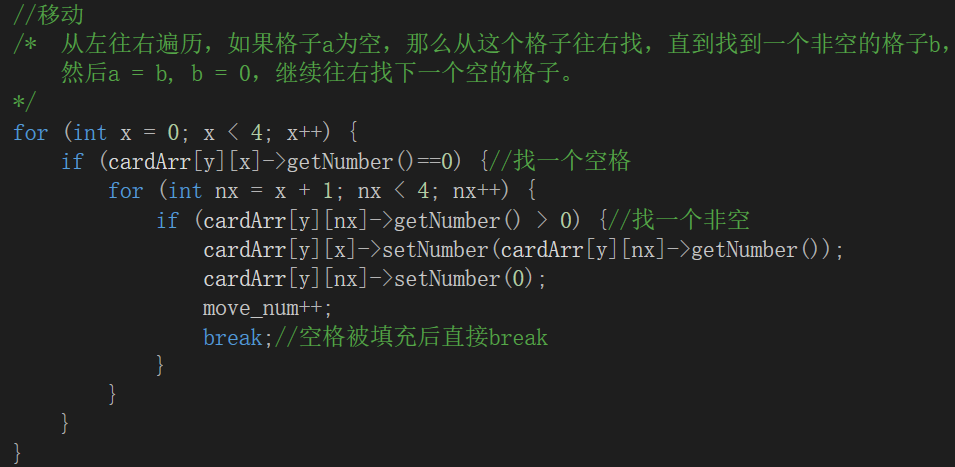 //移动
/*  从左往右遍历，如果格子a为空，那么从这个格子往右找，直到找到一个非空的格子b，
    然后a = b, b = 0，继续往右找下一个空的格子。
*/
for (int x = 0; x < 4; x++) {
    if (cardArr[y][x]->getNumber()==0) {//找一个空格
        for (int nx = x + 1; nx < 4; nx++) {
            if (cardArr[y][nx]->getNumber() > 0) {//找一个非空
                cardArr[y][x]->setNumber(cardArr[y][nx]->getNumber());
                cardArr[y][nx]->setNumber(0);
                move_num++;
                break;//空格被填充后直接break
            }
        }
    }
}